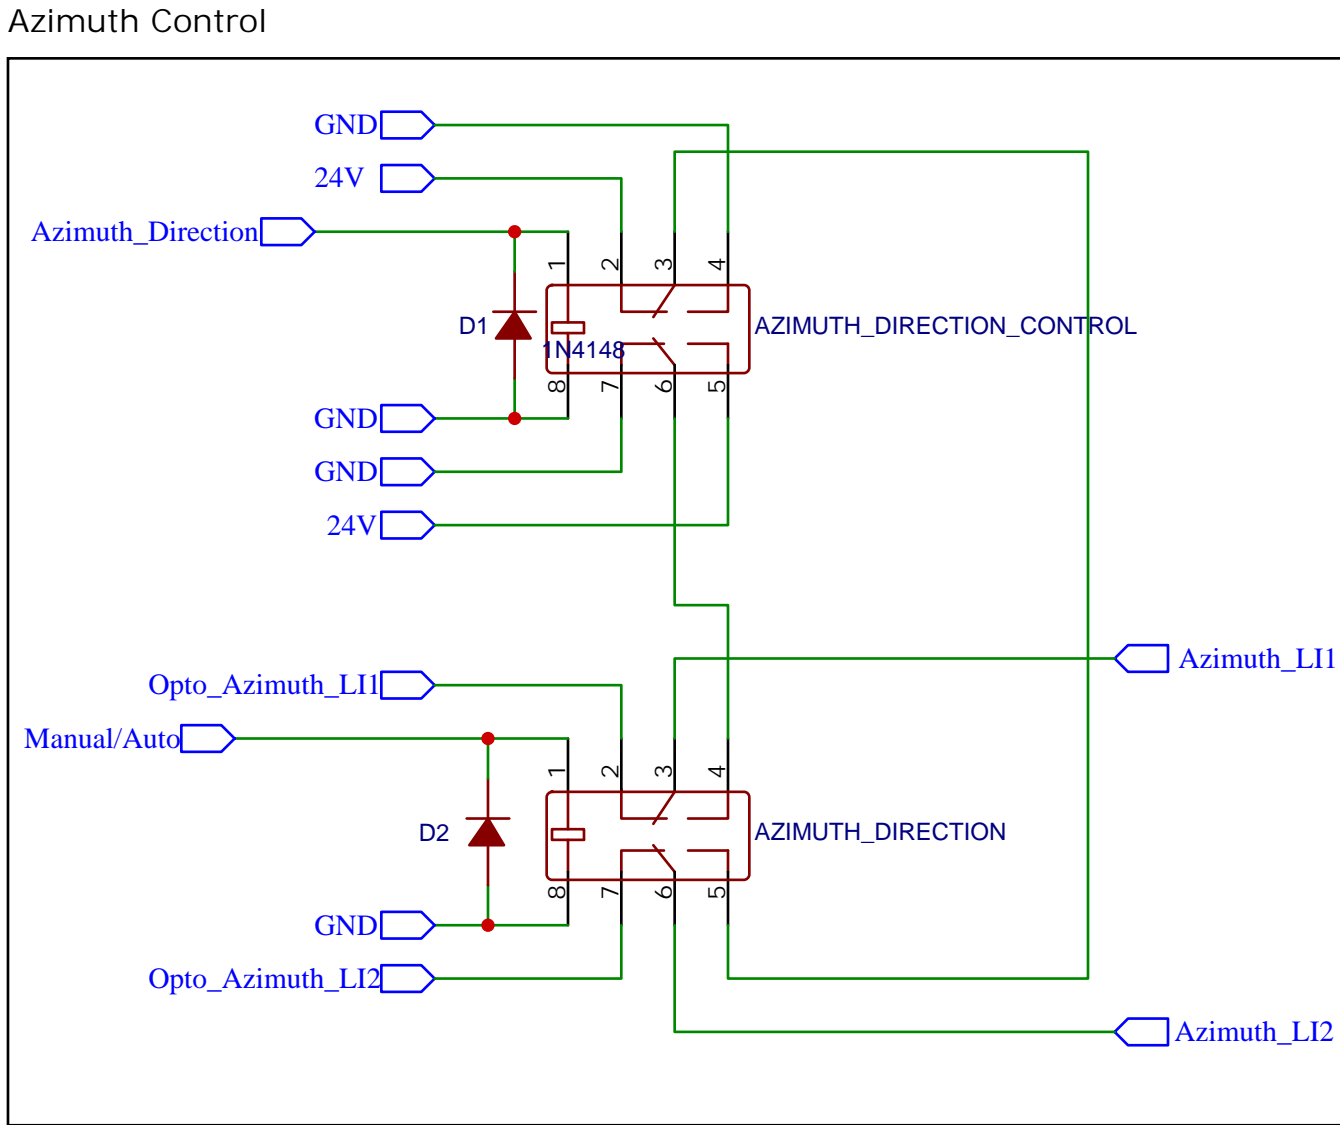 Azimuth Control
GND
24V
Azimuth_Direction
1
2
3
4
D1
1N4148
AZIMUTH_DIRECTION_CONTROL
8
7
6
5
GND
GND
24V
Azimuth_LI1
Opto_Azimuth_LI1
Manual/Auto
1
2
3
4
D2
AZIMUTH_DIRECTION
8
7
6
5
GND
Opto_Azimuth_LI2
Azimuth_LI2